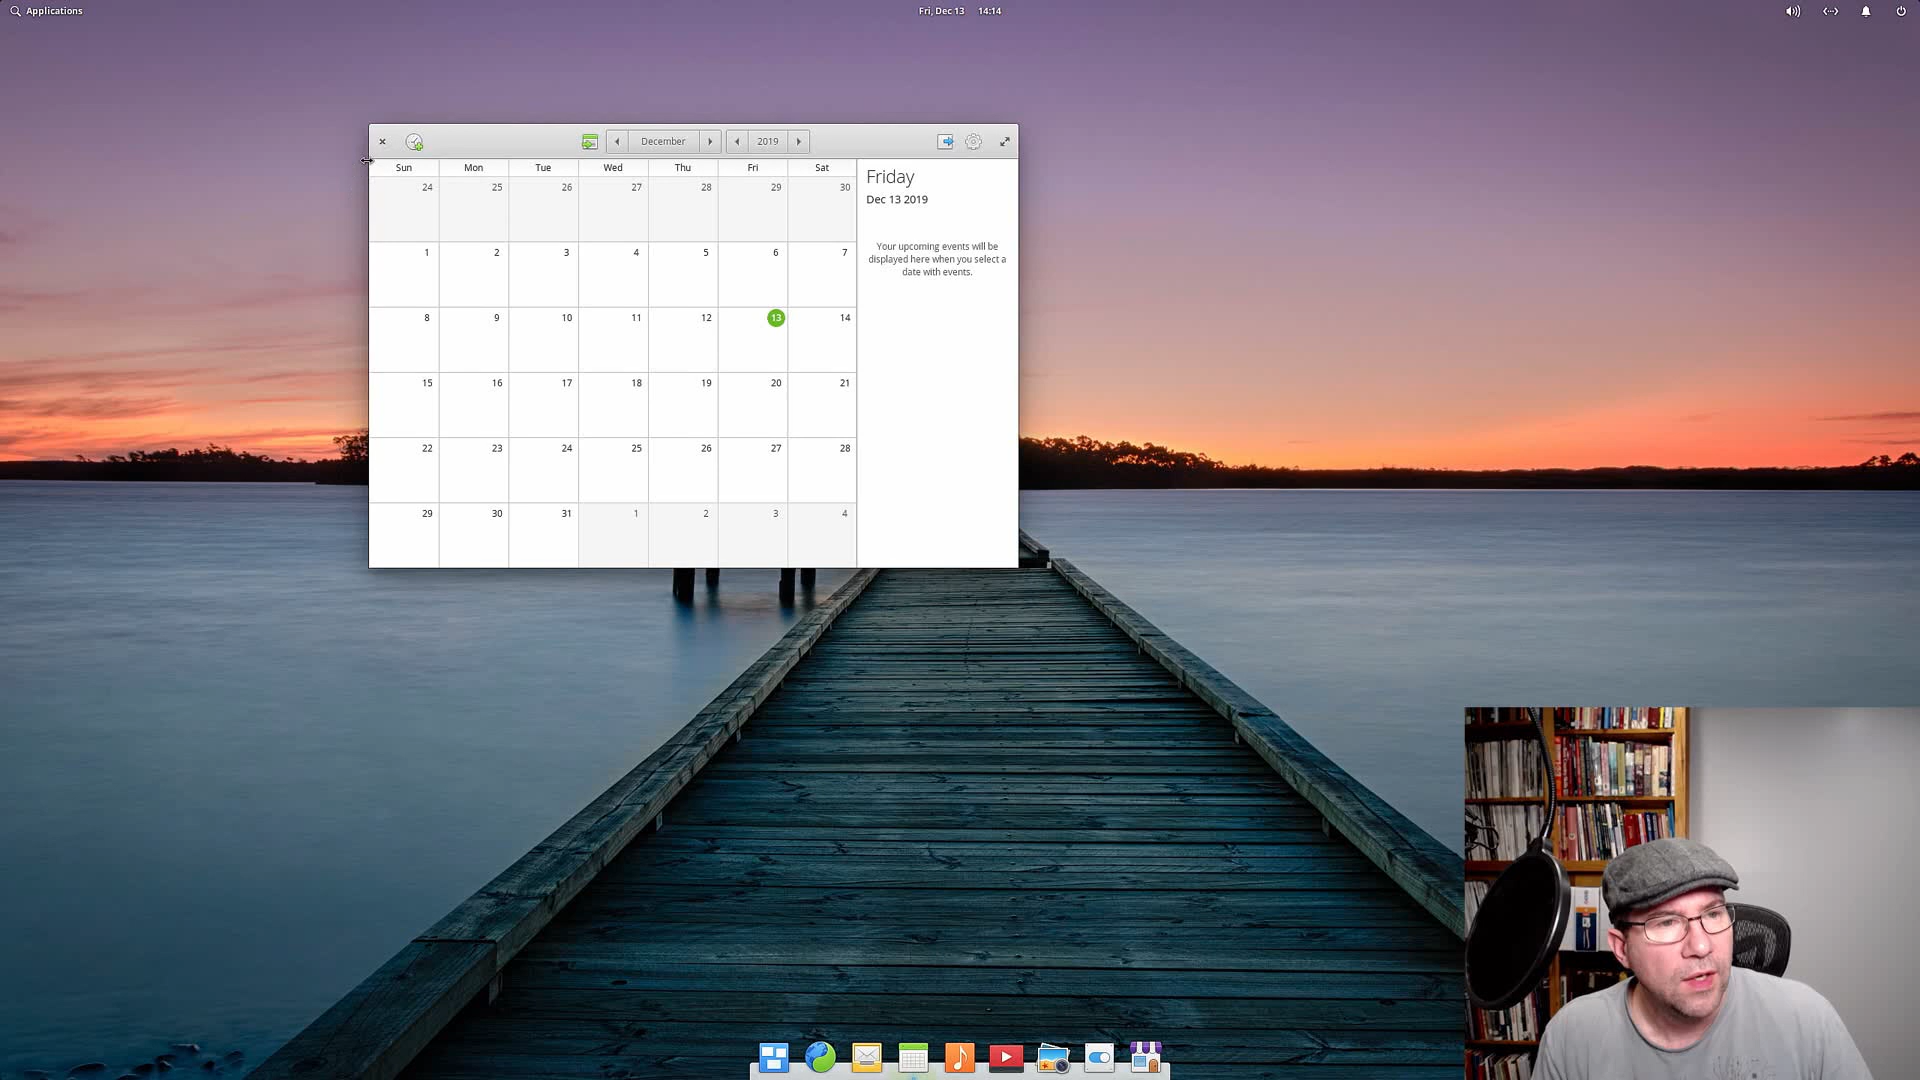 Applications
Fri, Dec 13 14:14
December 2019
Sun Mon Tue Wed Thu Fri Sat
24 25 26 27 28 29 30
1 2 3 4 5 6 7
8 9 10 11 12 13 14
15 16 17 18 19 20 21
22 23 24 25 26 27 28
29 30 31 1 2 3 4
Friday
Dec 13 2019
Your upcoming events will be
displayed here when you select a
date with events.